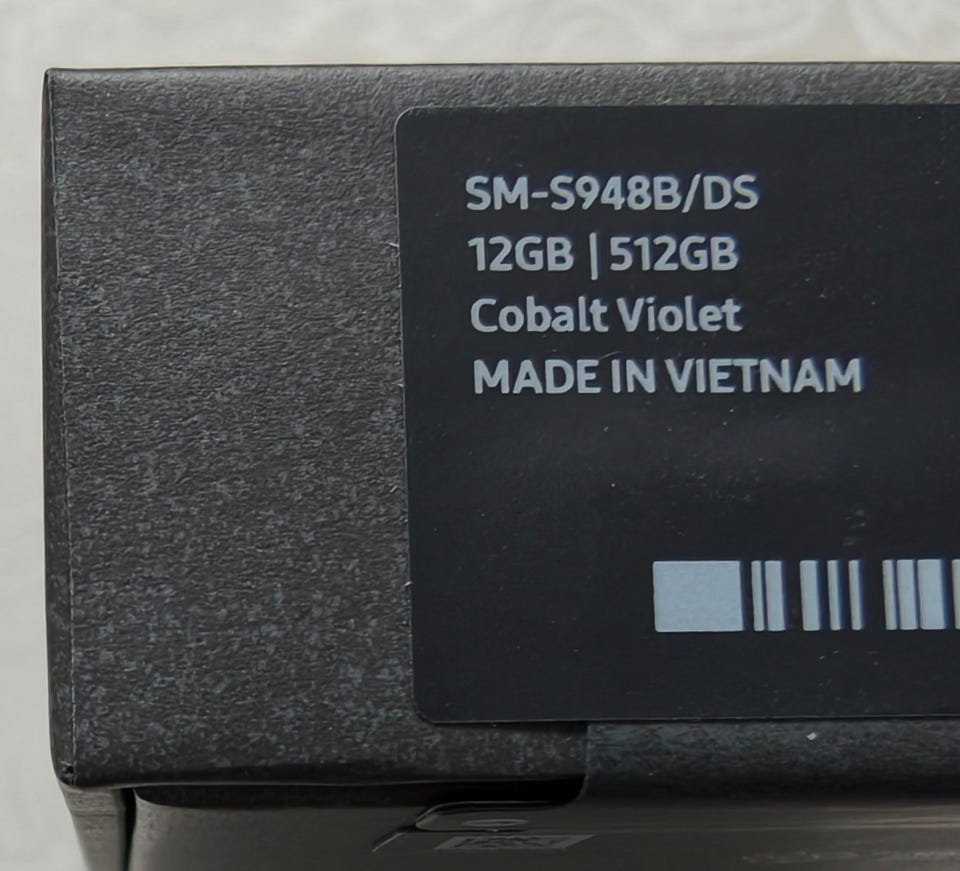 SM-S948B/DS
12GB | 512GB
Cobalt Violet
MADE IN VIETNAM